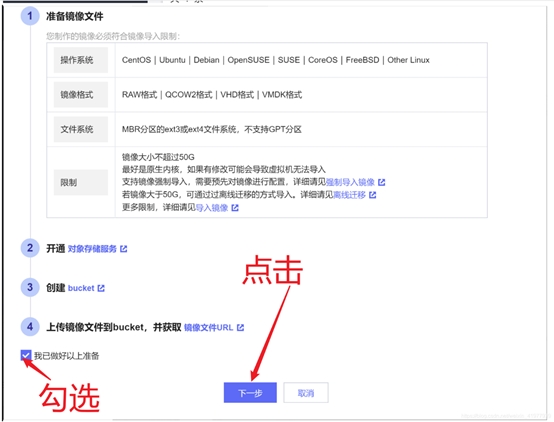 1 准备镜像文件
您制作的镜像必须符合镜像导入限制：
操作系统 CentOS | Ubuntu | Debian | OpenSUSE | SUSE | CoreOS | FreeBSD | Other Linux
镜像格式 RAW格式 | QCOW2格式 | VHD格式 | VMDK格式
文件系统 MBR分区的ext3或ext4文件系统，不支持GPT分区
镜像大小不超过50G
最好是原生内核，如果有修改可能会导致虚拟机无法导入
限制 支持镜像强制导入，需要预先对镜像进行配置，详细请见强制导入镜像
若镜像大于50G，可通过过离线迁移的方式导入。详细请见离线迁移
更多限制，详细请见导入镜像
2 开通 对象存储服务
点击
3 创建 bucket
4 上传镜像文件到bucket，并获取 镜像文件URL
我已做好以上准备
勾选
下一步 取消